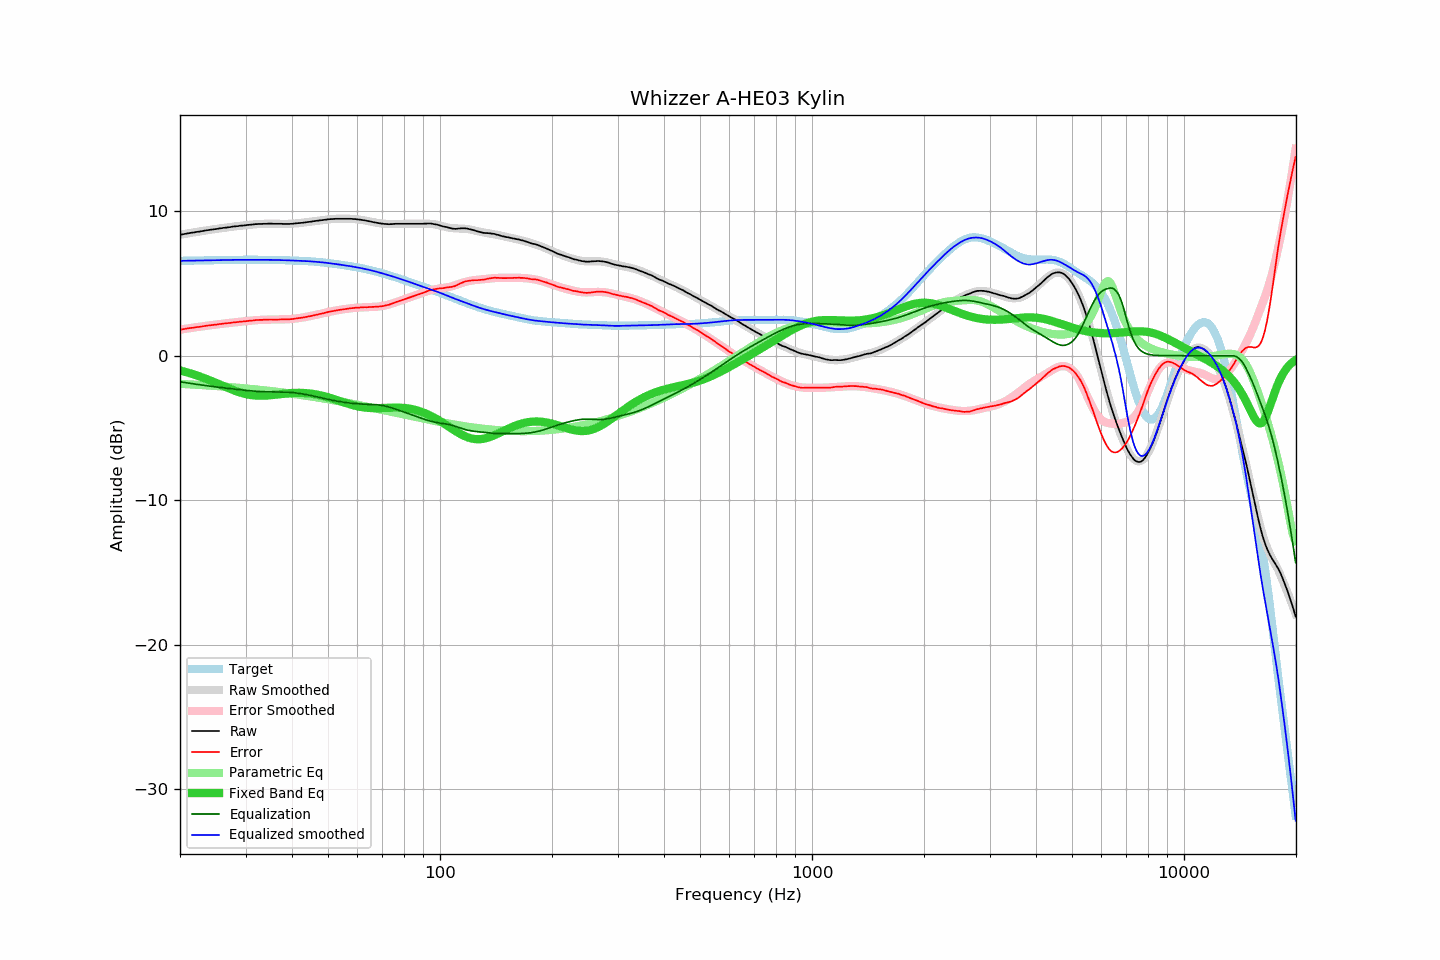 Whizzer A-HE03 Kylin
10
0
−10
−20
−30
Amplitude (dBr)
Target
Raw Smoothed
Error Smoothed
Raw
Error
Parametric Eq
Fixed Band Eq
Equalization
Equalized smoothed
100 1000 10000
Frequency (Hz)